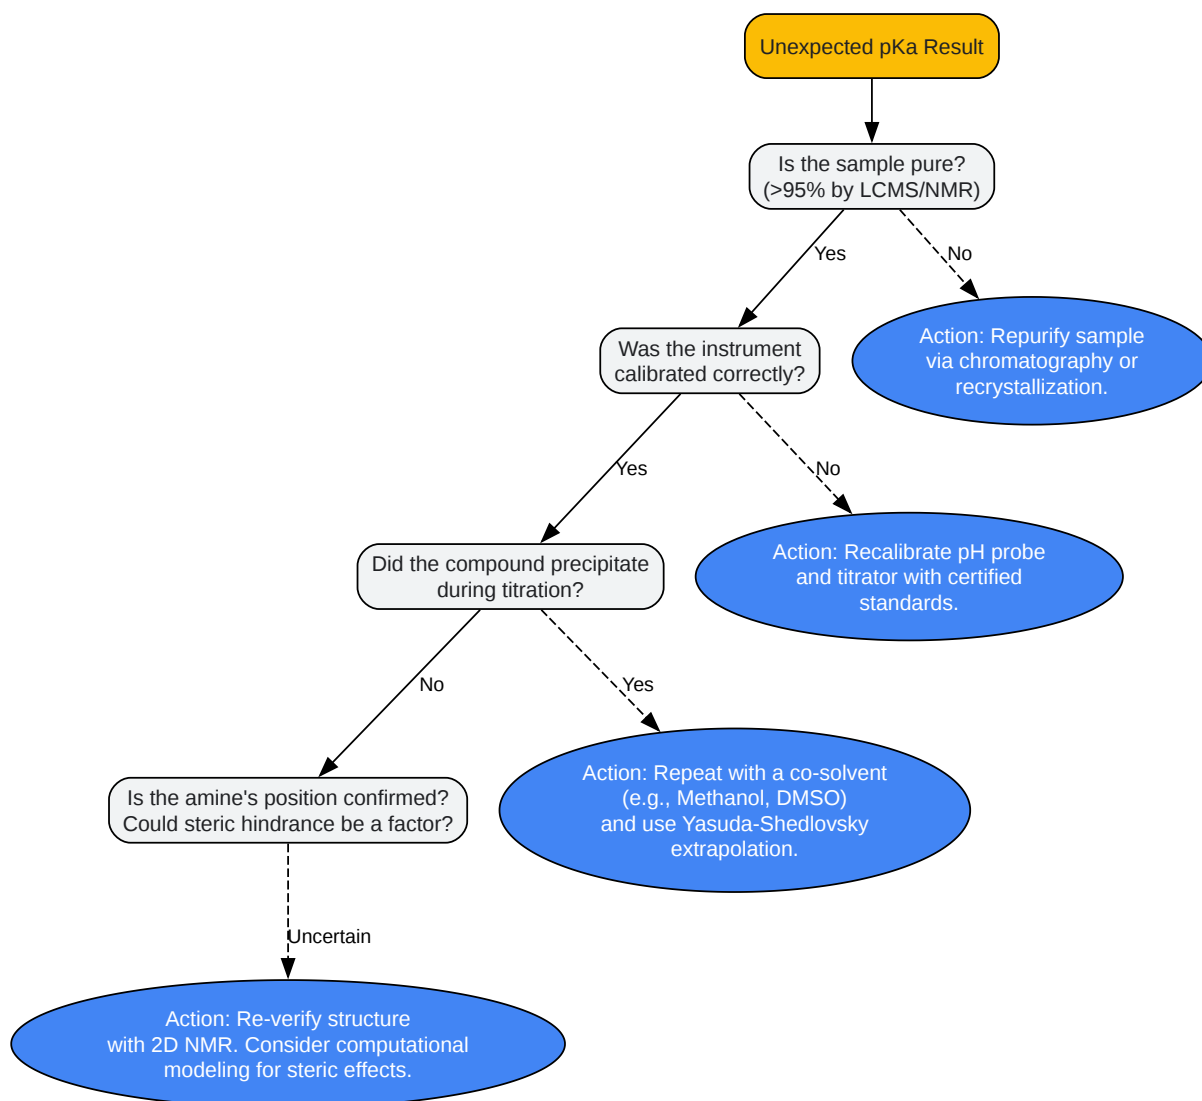 Unexpected pKa Result
Is the sample pure?
(>95% by LCMS/NMR)
Yes
No
Action: Repurify sample
via chromatography or
recrystallization.
Was the instrument
calibrated correctly?
Yes
No
Action: Recalibrate pH probe
and titrator with certified
standards.
Did the compound precipitate
during titration?
No
Yes
Action: Repeat with a co-solvent
(e.g., Methanol, DMSO)
and use Yasuda-Shedlovsky
extrapolation.
Is the amine's position confirmed?
Could steric hindrance be a factor?
Uncertain
Action: Re-verify structure
with 2D NMR. Consider computational
modeling for steric effects.